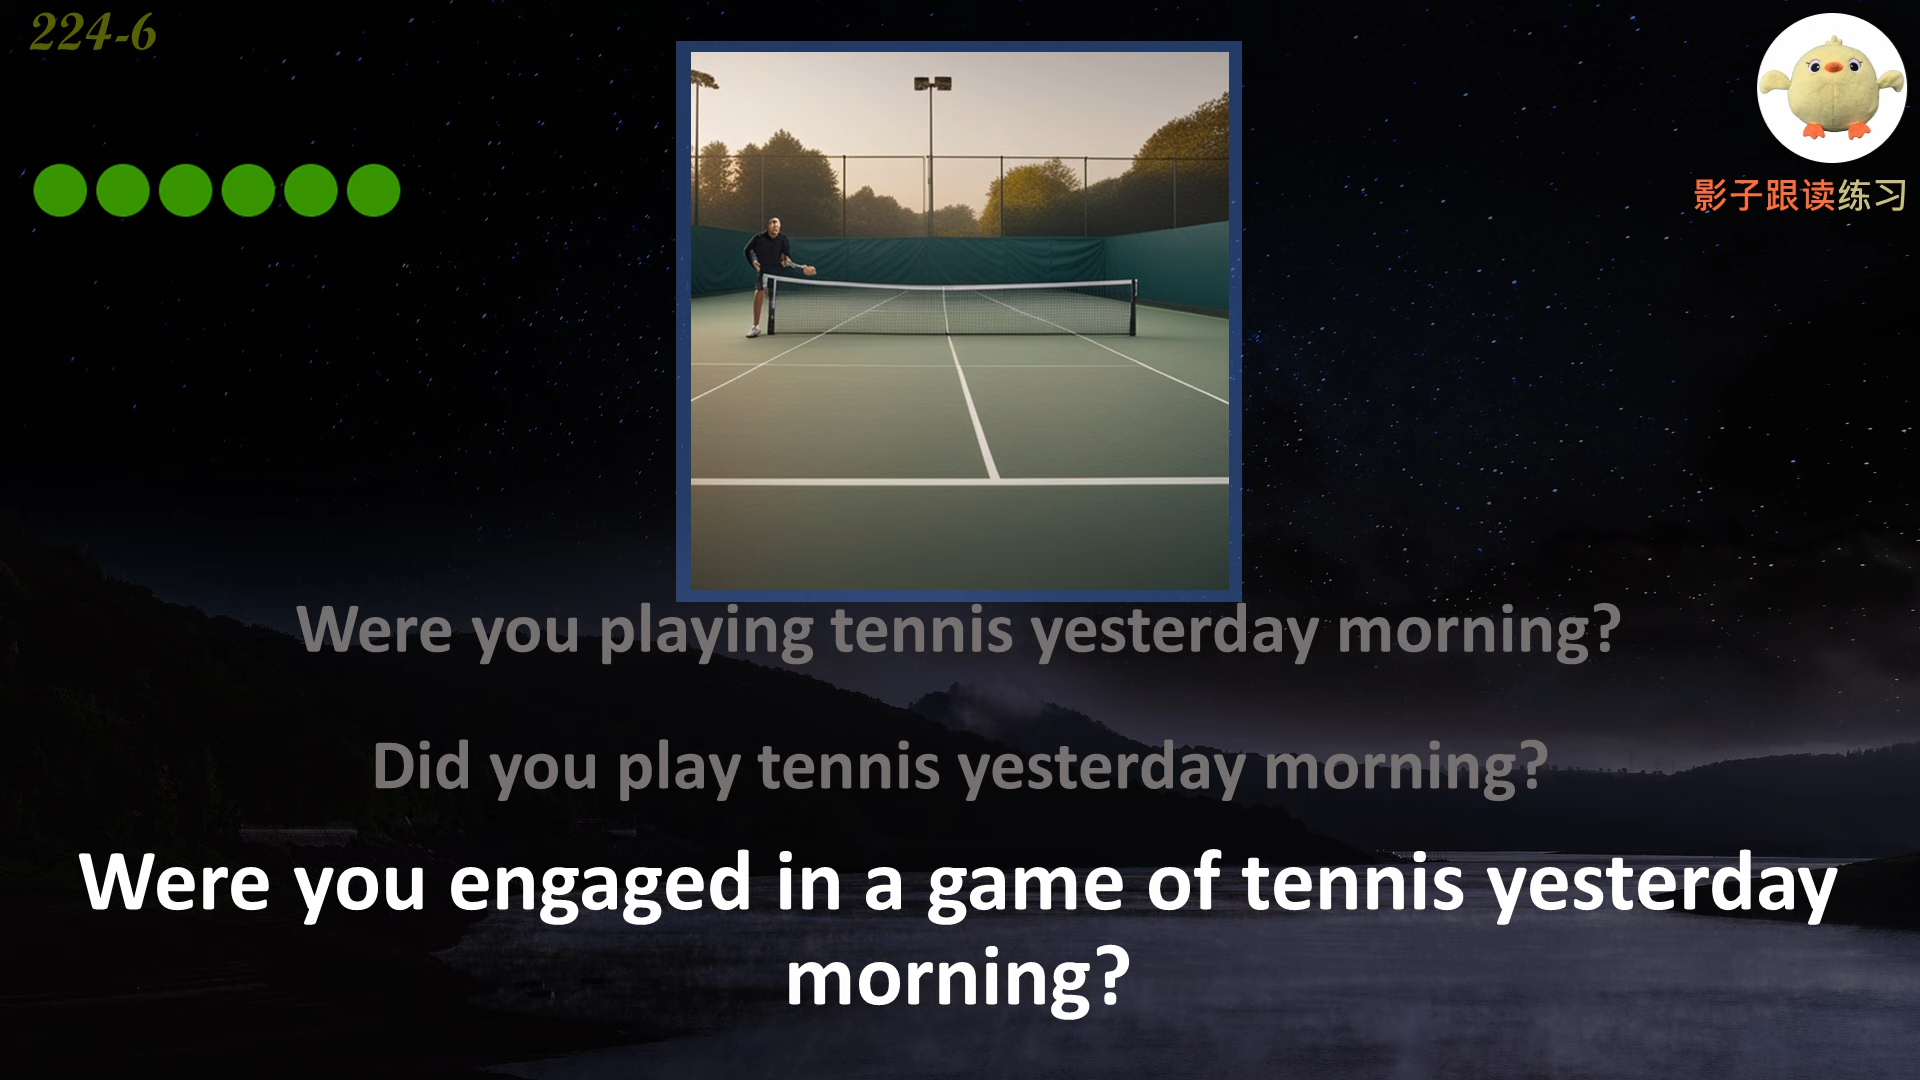 224-6
影子跟读练习
Were you playing tennis yesterday morning?
Did you play tennis yesterday morning?
Were you engaged in a game of tennis yesterday
morning?